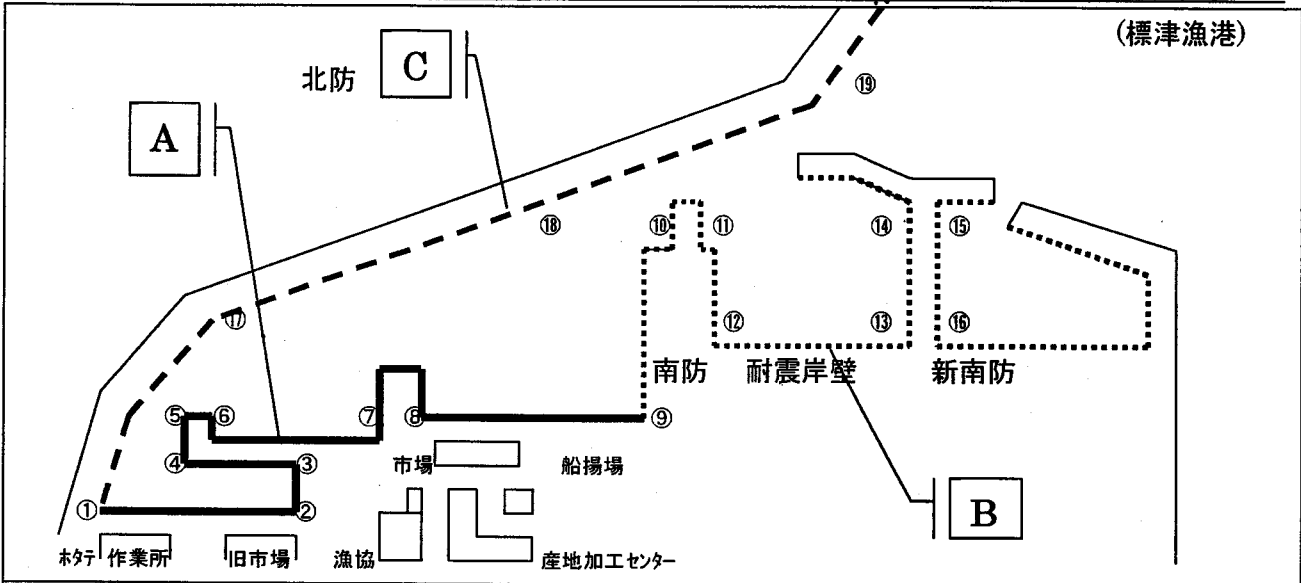 (標津漁港)
北防
C
A
⑲
⑱
⑩
⑪
⑭
⑮
⑰
⑫
⑬
⑯
南防
耐震岸壁
新南防
⑤
⑥
⑦
⑧
⑨
④
③
市場
船揚場
①
②
B
ホタテ 作業所
旧市場
漁協
産地加工センター